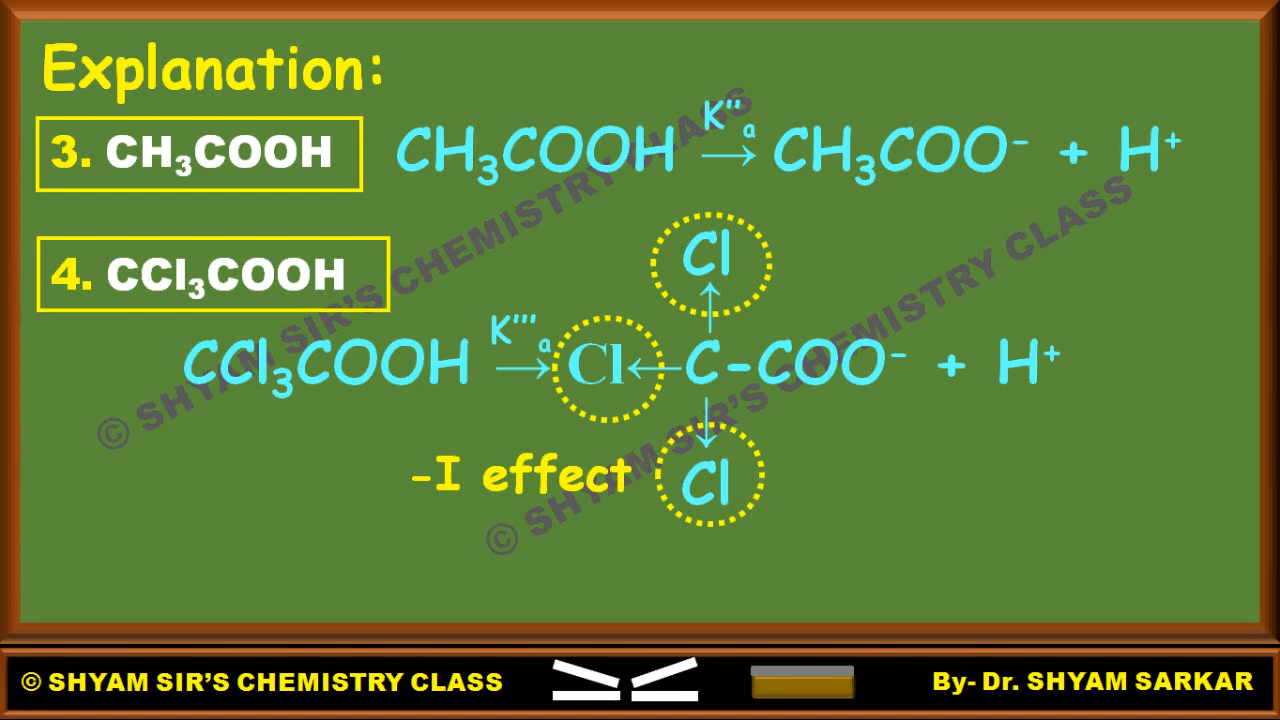 Explanation:
3. CH₃COOH
CH₃COOH K''ₐ → CH₃COO⁻ + H⁺
4. CCl₃COOH
Cl
↑
CCl₃COOH K'''ₐ → Cl ← C-COO⁻ + H⁺
↓
-I effect Cl
© SHYAM SIR'S CHEMISTRY CLASS
© SHYAM SIR'S CHEMISTRY CLASS
© SHYAM SIR'S CHEMISTRY CLASS
By- Dr. SHYAM SARKAR